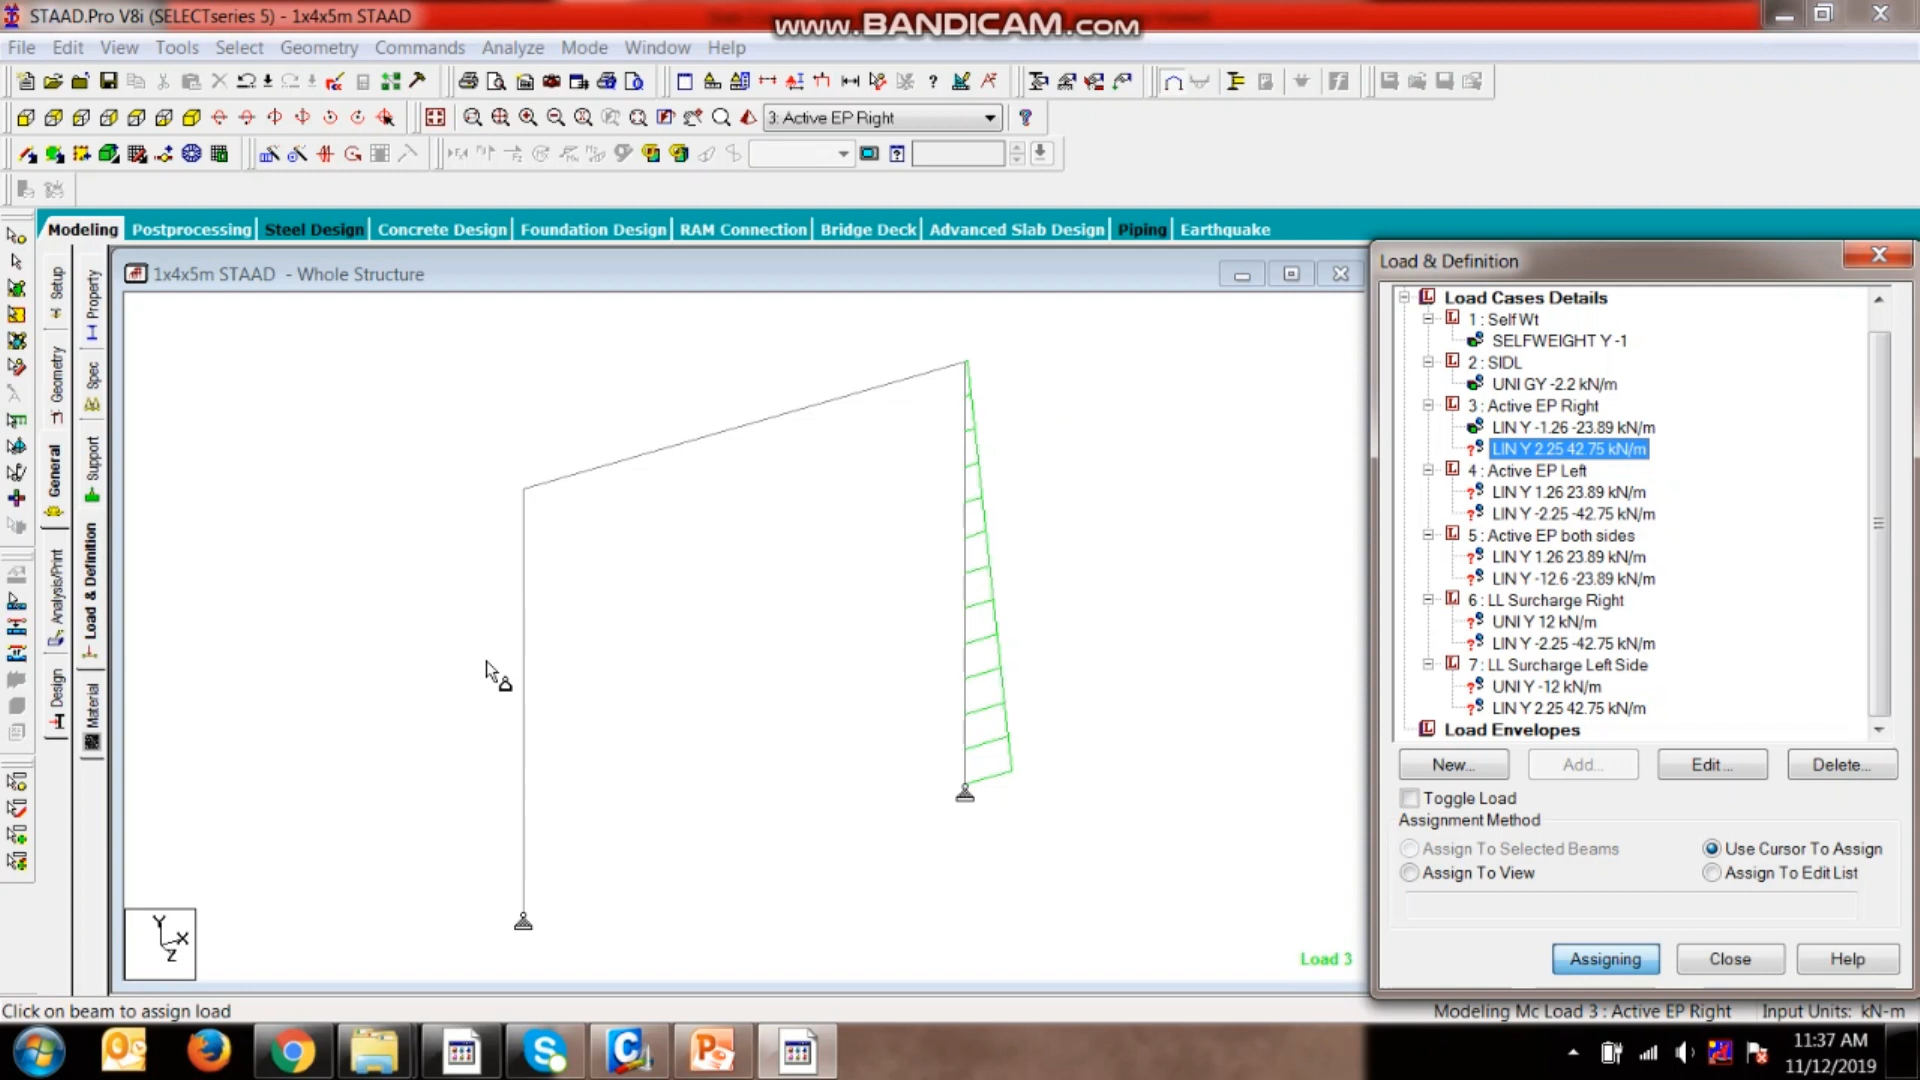 STAAD.Pro V8i (SELECTseries 5) - 1x4x5m STAAD
www.BANDICAM.com
File Edit View Tools Select Geometry Commands Analyze Mode Window Help
3: Active EP Right
Modeling Postprocessing Steel Design Concrete Design Foundation Design RAM Connection Bridge Deck Advanced Slab Design Piping Earthquake
1x4x5m STAAD - Whole Structure
Setup
Geometry
General
Analysis/Print
Design
Property
Spec
Support
Load & Definition
Material
Y
X
Z
Load 3
Load & Definition
Load Cases Details
1 : Self Wt
SELFWEIGHT Y -1
2 : SIDL
UNI GY -2.2 kN/m
3 : Active EP Right
LIN Y -1.26 -23.89 kN/m
LIN Y 2.25 42.75 kN/m
4 : Active EP Left
LIN Y 1.26 23.89 kN/m
LIN Y -2.25 -42.75 kN/m
5 : Active EP both sides
LIN Y 1.26 23.89 kN/m
LIN Y -12.6 -23.89 kN/m
6 : LL Surcharge Right
UNI Y 12 kN/m
LIN Y -2.25 -42.75 kN/m
7 : LL Surcharge Left Side
UNI Y -12 kN/m
LIN Y 2.25 42.75 kN/m
Load Envelopes
New... Add... Edit... Delete...
Toggle Load
Assignment Method
Assign To Selected Beams Use Cursor To Assign
Assign To View Assign To Edit List
Assigning Close Help
Click on beam to assign load
Modeling Mc Load 3 : Active EP Right Input Units: kN-m
11:37 AM
11/12/2019